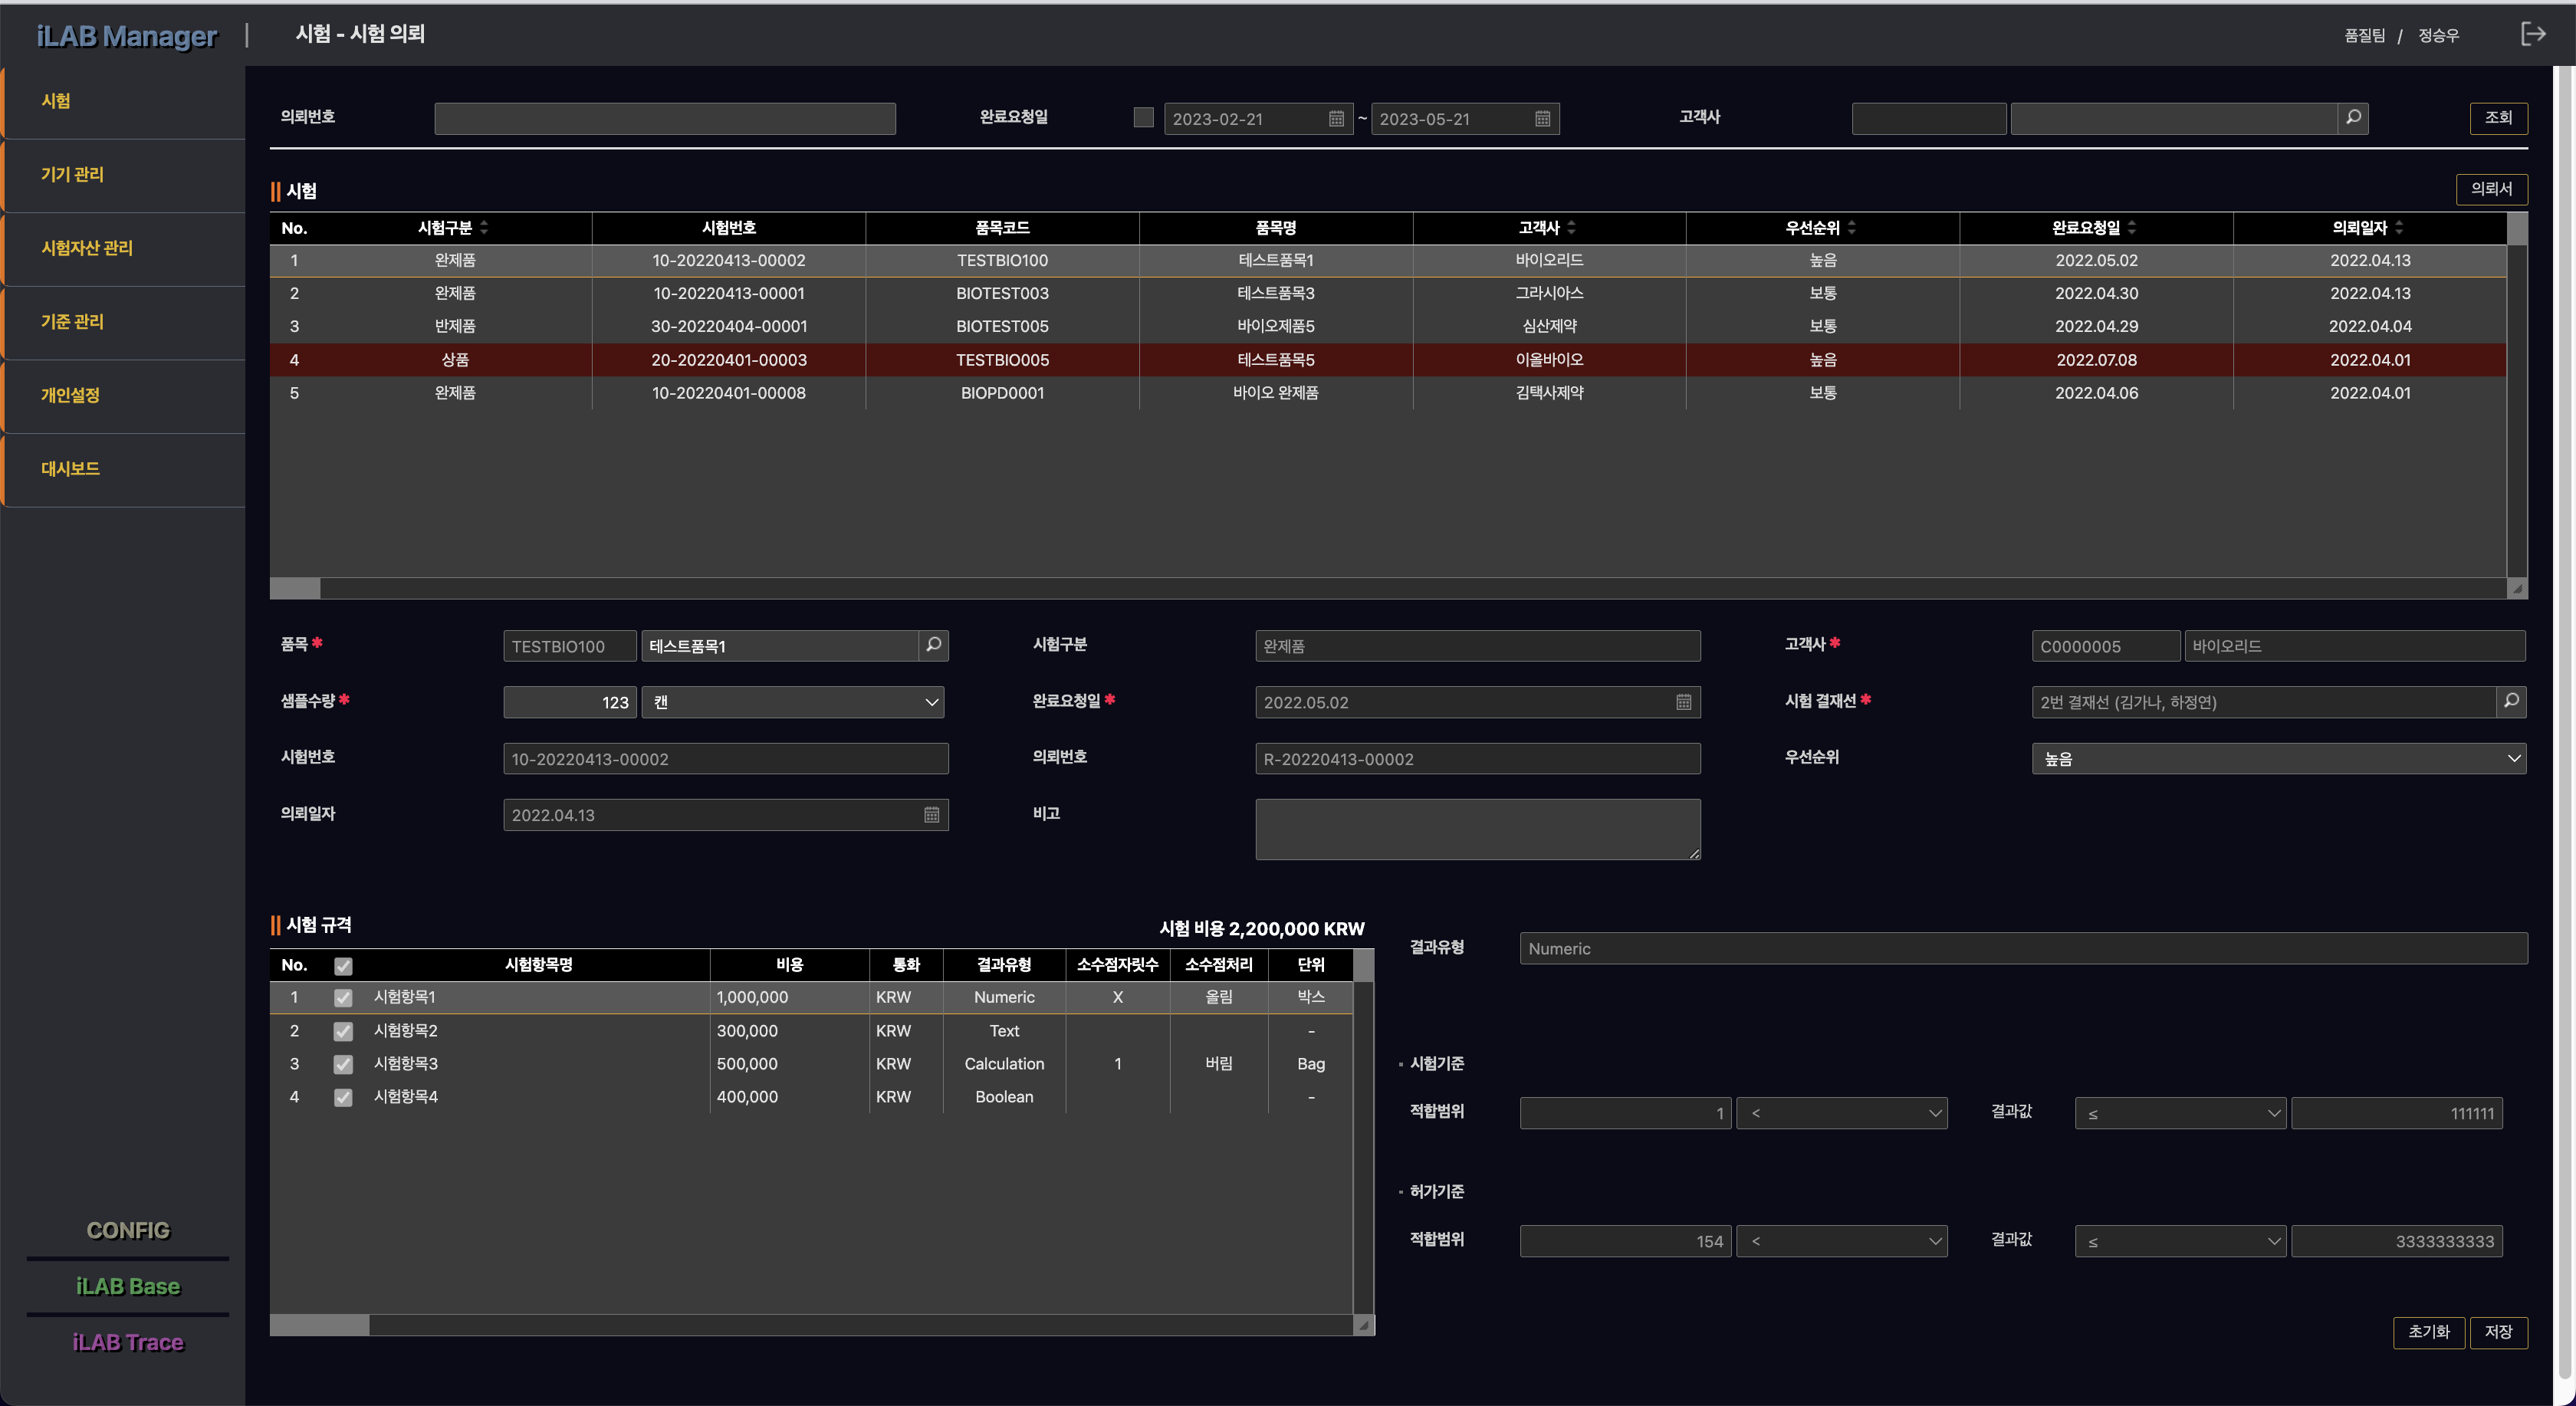 iLAB Manager | 시험 - 시험 의뢰 품질팀 / 정승우
시험
기기 관리
시험자산 관리
기준 관리
개인설정
대시보드
CONFIG
iLAB Base
iLAB Trace
의뢰번호 완료요청일 2023-02-21 ~ 2023-05-21 고객사 조회
시험 의뢰서
No. 시험구분 시험번호 품목코드 품목명 고객사 우선순위 완료요청일 의뢰일자
1 완제품 10-20220413-00002 TESTBIO100 테스트품목1 바이오리드 높음 2022.05.02 2022.04.13
2 완제품 10-20220413-00001 BIOTEST003 테스트품목3 그라시아스 보통 2022.04.30 2022.04.13
3 반제품 30-20220404-00001 BIOTEST005 바이오제품5 심산제약 보통 2022.04.29 2022.04.04
4 상품 20-20220401-00003 TESTBIO005 테스트품목5 이올바이오 높음 2022.07.08 2022.04.01
5 완제품 10-20220401-00008 BIOPD0001 바이오 완제품 김택사제약 보통 2022.04.06 2022.04.01
품목 * TESTBIO100 테스트품목1 시험구분 완제품 고객사 * C0000005 바이오리드
샘플수량 * 123 캔 완료요청일 * 2022.05.02 시험 결재선 * 2번 결재선 (김가나, 하정연)
시험번호 10-20220413-00002 의뢰번호 R-20220413-00002 우선순위 높음
의뢰일자 2022.04.13 비고
시험 규격 시험 비용 2,200,000 KRW
No. 시험항목명 비용 통화 결과유형 소수점자릿수 소수점처리 단위
1 시험항목1 1,000,000 KRW Numeric X 올림 박스
2 시험항목2 300,000 KRW Text -
3 시험항목3 500,000 KRW Calculation 1 버림 Bag
4 시험항목4 400,000 KRW Boolean -
결과유형 Numeric
시험기준
적합범위 1 < 결과값 ≤ 111111
허가기준
적합범위 154 < 결과값 ≤ 3333333333
초기화 저장